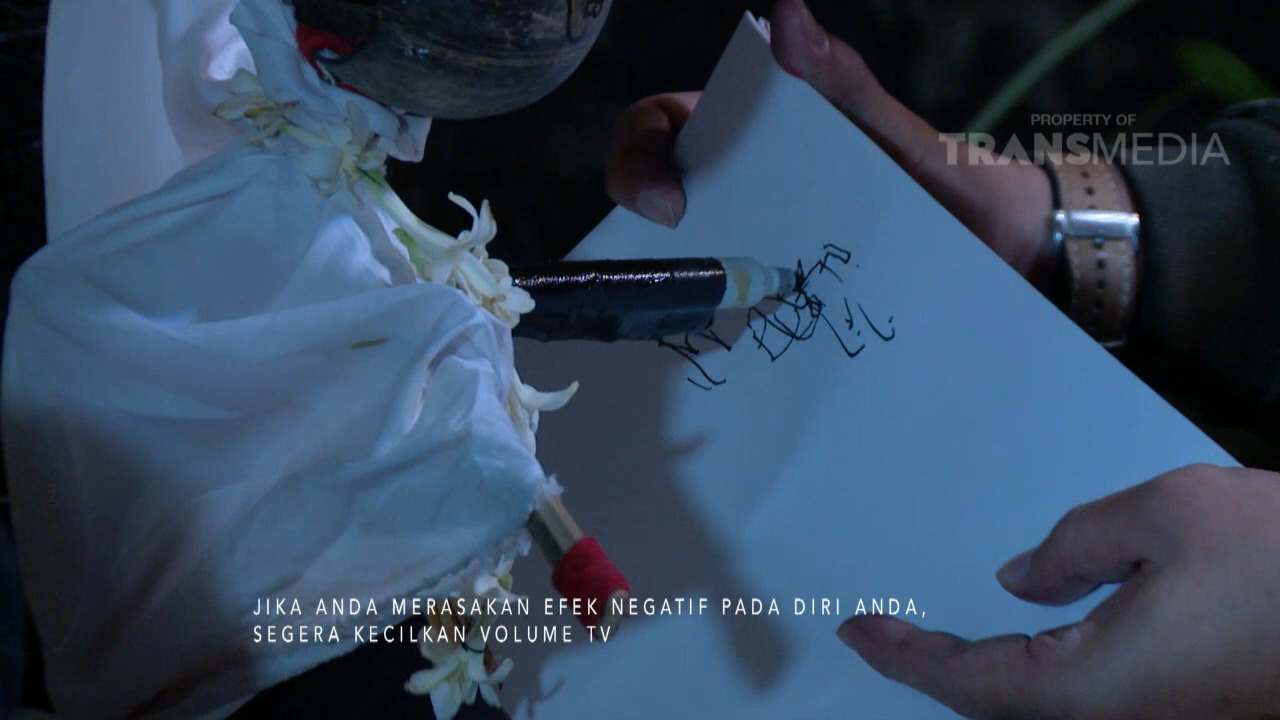 PROPERTY OF
TRANSMEDIA
JIKA ANDA MERASAKAN EFEK NEGATIF PADA DIRI ANDA,
SEGERA KECILKAN VOLUME TV